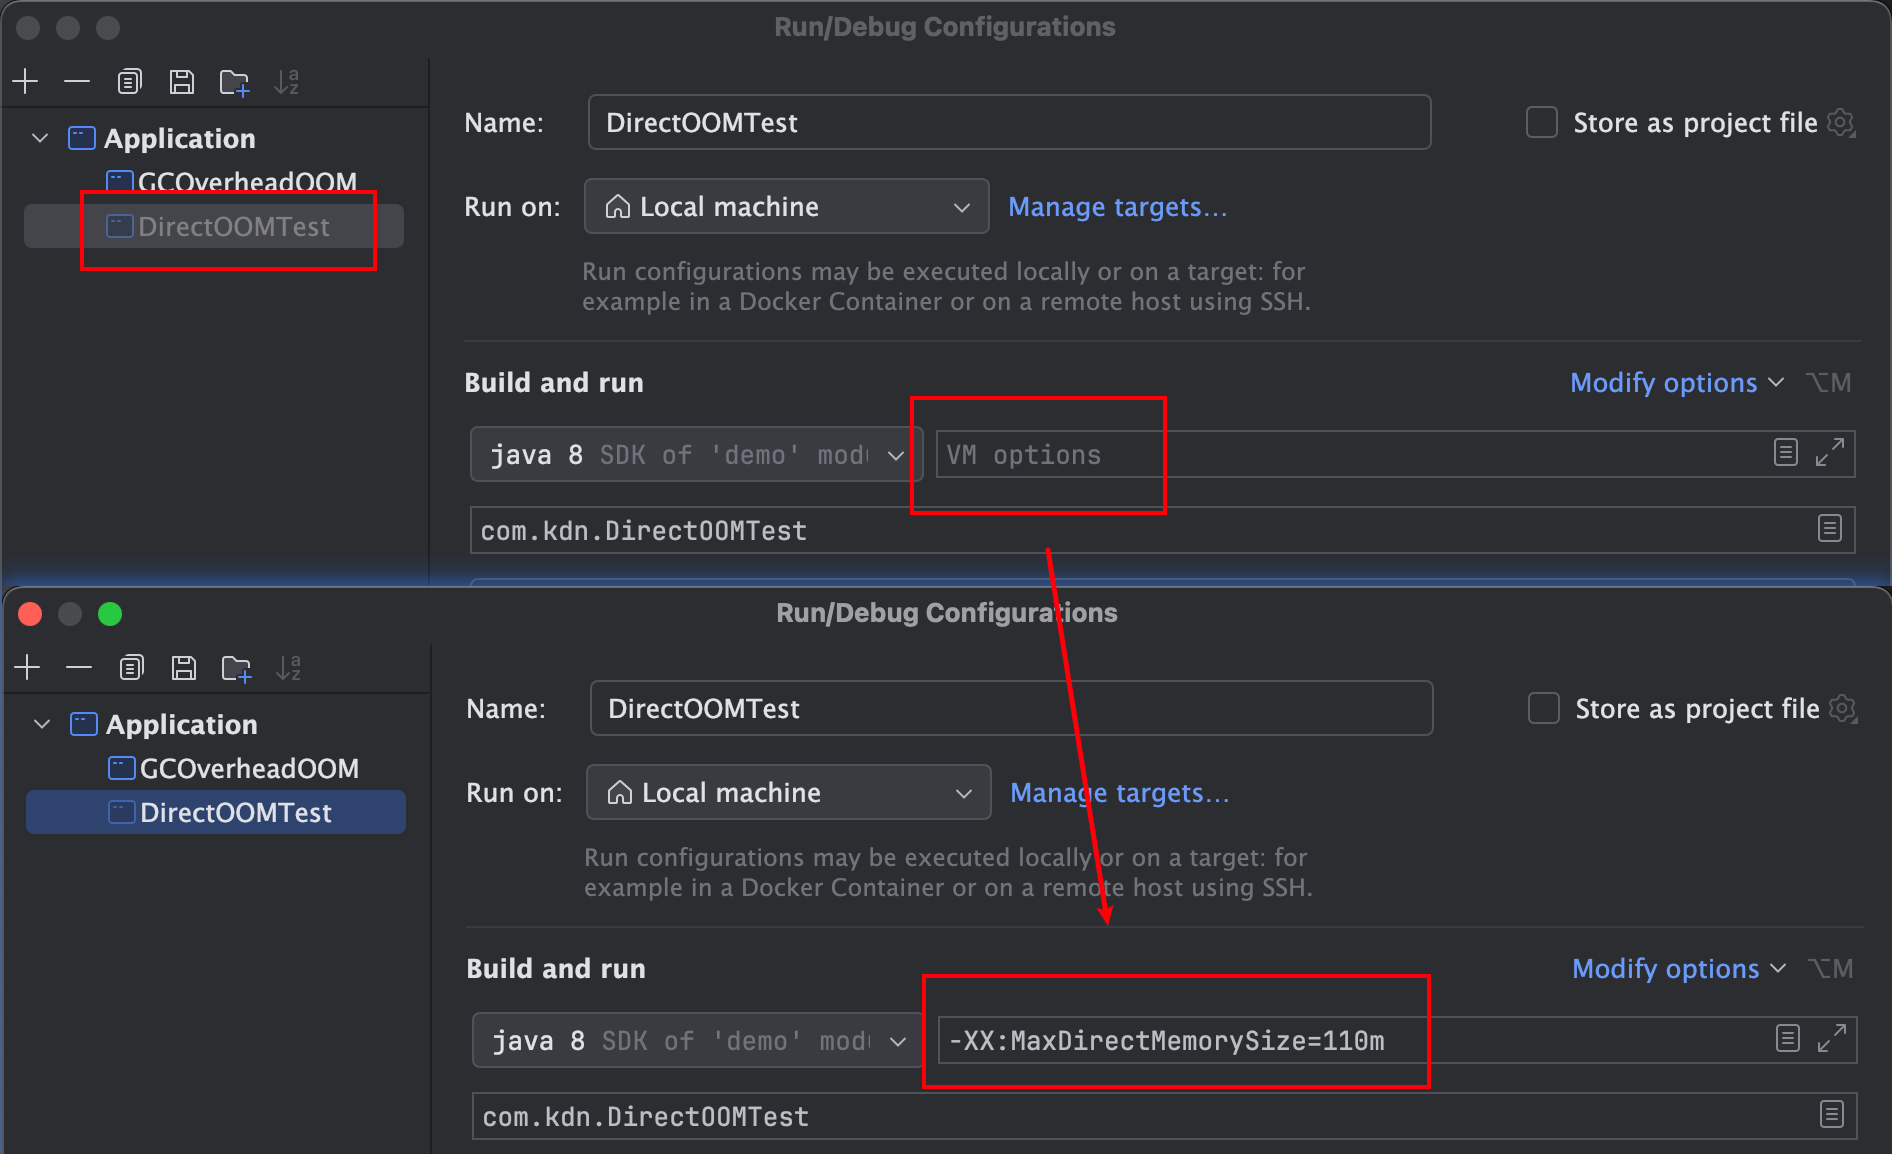 Run/Debug Configurations
Application
GCOverheadOOM
DirectOOMTest
Name:
DirectOOMTest
Store as project file
Run on:
Local machine
Manage targets...
Run configurations may be executed locally or on a target: for
example in a Docker Container or on a remote host using SSH.
Build and run
Modify options ⌥M
java 8 SDK of 'demo' modu
VM options
com.kdn.DirectOOMTest
Run/Debug Configurations
Application
GCOverheadOOM
DirectOOMTest
Name:
DirectOOMTest
Store as project file
Run on:
Local machine
Manage targets...
Run configurations may be executed locally or on a target: for
example in a Docker Container or on a remote host using SSH.
Build and run
Modify options ⌥M
java 8 SDK of 'demo' modu
-XX:MaxDirectMemorySize=110m
com.kdn.DirectOOMTest